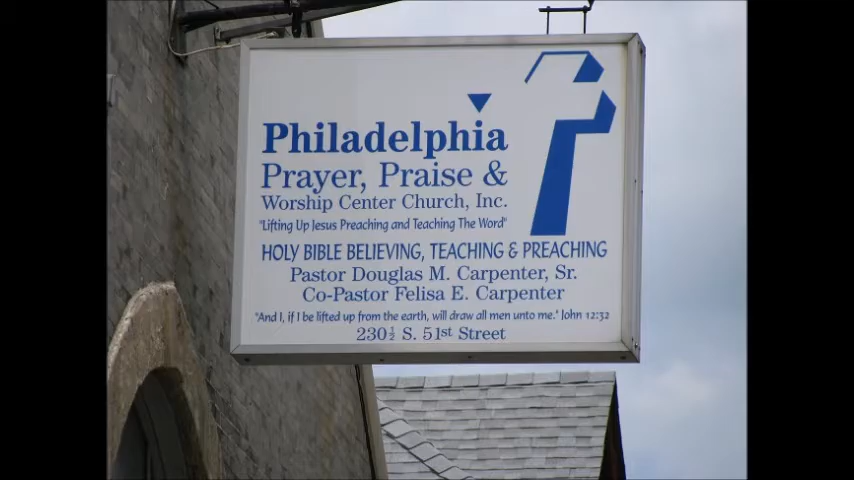 Philadelphia
Prayer, Praise &
Worship Center Church, Inc.
"Lifting Up Jesus Preaching and Teaching The Word"
HOLY BIBLE BELIEVING, TEACHING & PREACHING
Pastor Douglas M. Carpenter, Sr.
Co-Pastor Felisa E. Carpenter
"And I, if I be lifted up from the earth, will draw all men unto me." John 12:32
230½ S. 51st Street